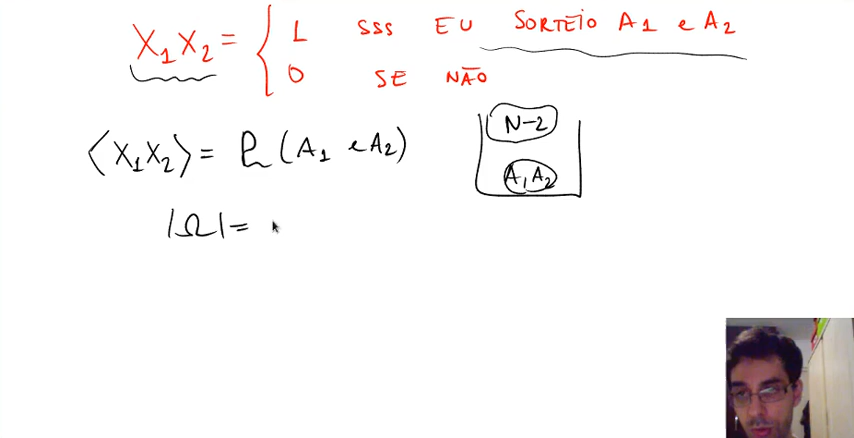 X₁X₂ = { 1 SSS EU SORTEIO A₁ e A₂
0 SE NÃO
⟨X₁X₂⟩ = Pr (A₁ e A₂)
N-2
A₁A₂
|Ω| =